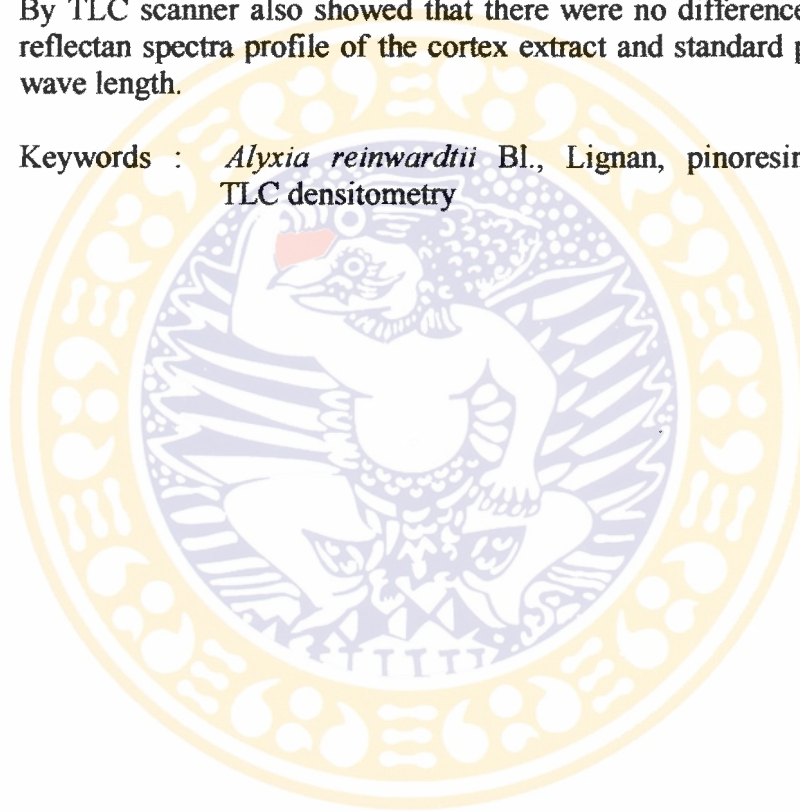 By TLC scanner also showed that there were no difference
reflectan spectra profile of the cortex extract and standard
wave length.
Keywords : Alyxia reinwardtii Bl., Lignan,
TLC densitometry